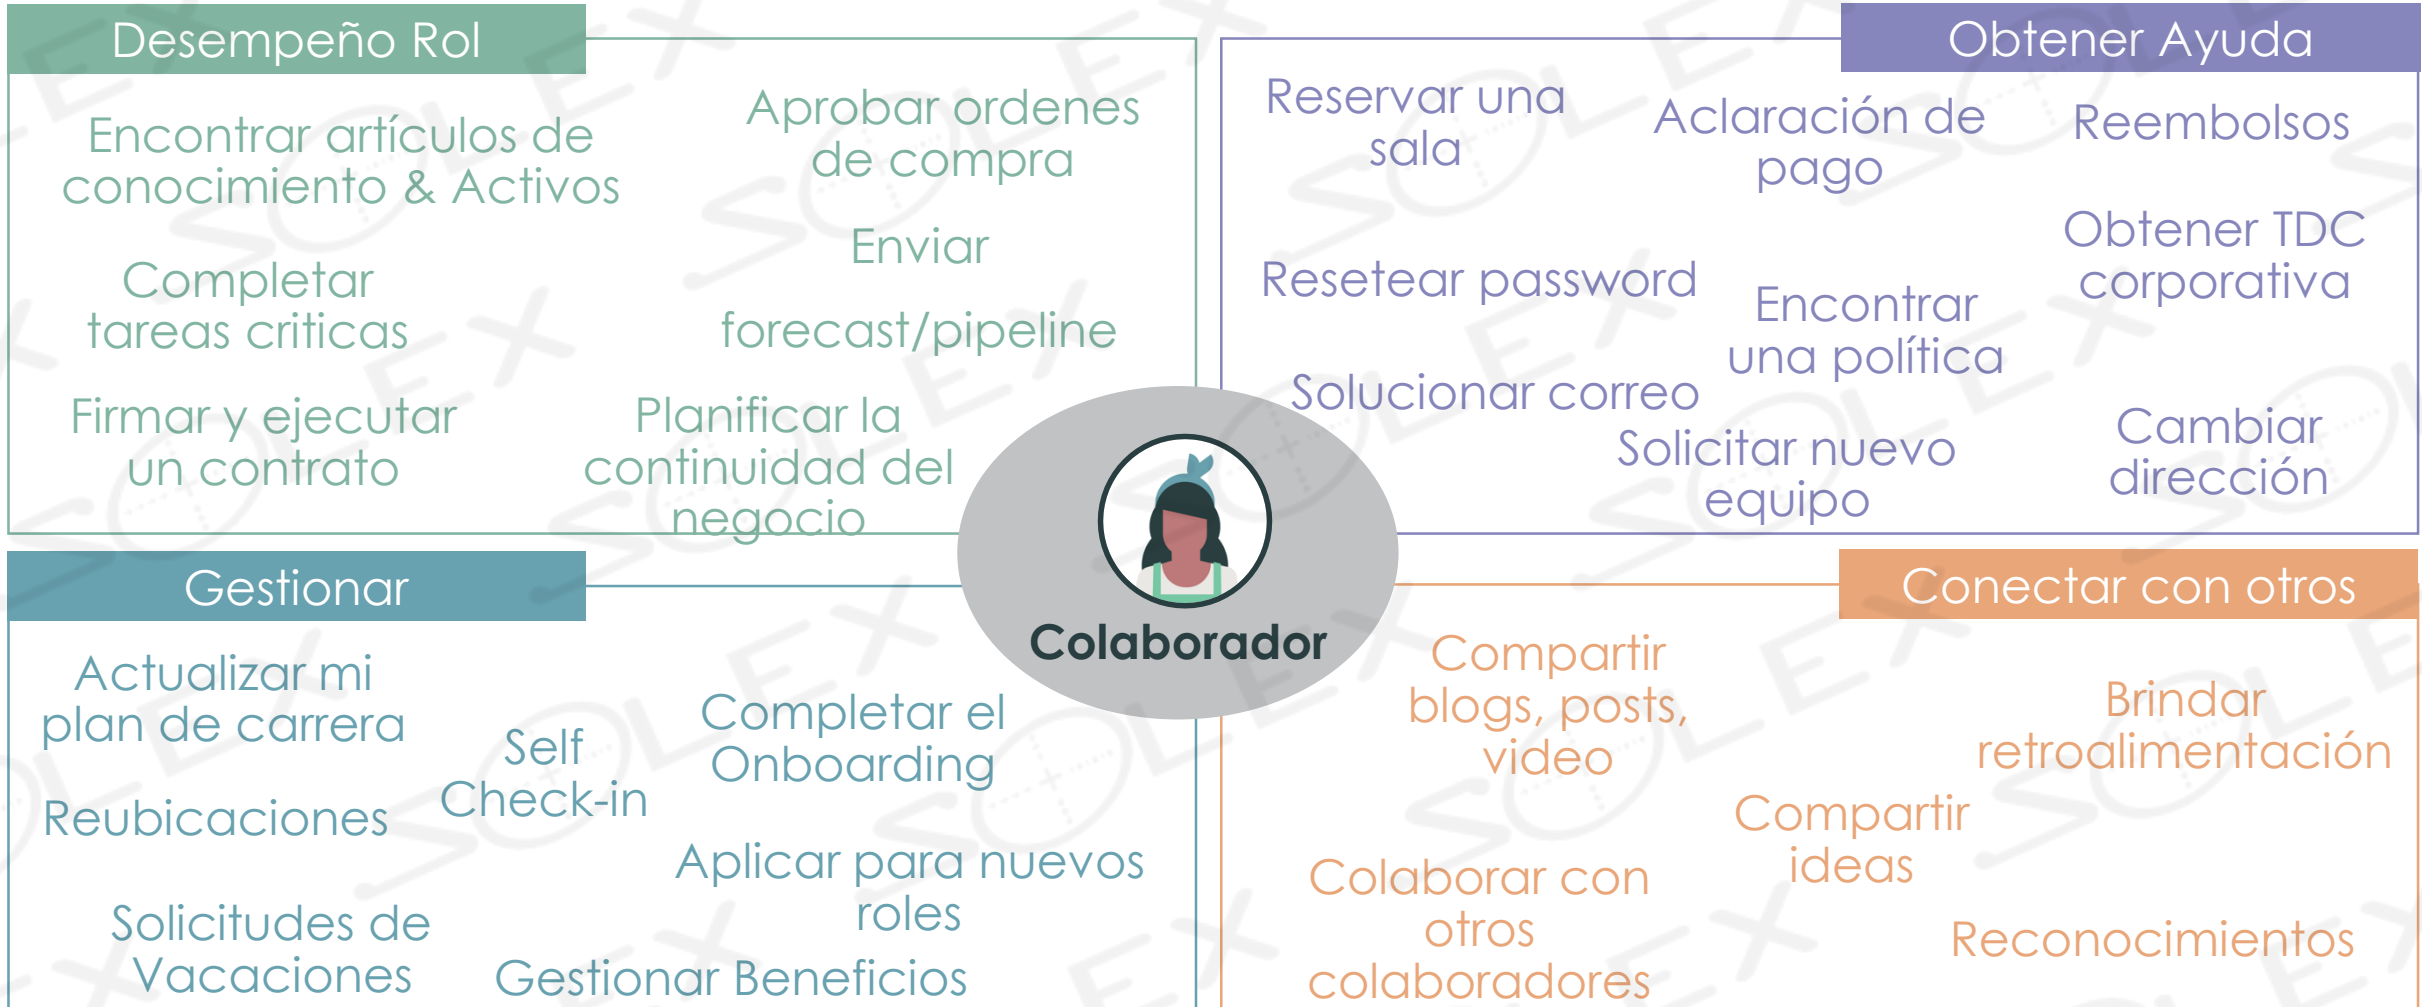 Desempeño Rol
Encontrar artículos de
conocimiento & Activos
Aprobar ordenes
de compra
Completar
tareas criticas
Enviar
forecast/pipeline
Firmar y ejecutar
un contrato
Planificar la
continuidad del
negocio
Obtener Ayuda
Reservar una
sala
Aclaración de
pago
Reembolsos
Resetear password
Encontrar
una política
Obtener TDC
corporativa
Solucionar correo
Solicitar nuevo
equipo
Cambiar
dirección
Colaborador
Gestionar
Actualizar mi
plan de carrera
Self
Check-in
Completar el
Onboarding
Reubicaciones
Aplicar para nuevos
roles
Solicitudes de
Vacaciones
Gestionar Beneficios
Conectar con otros
Compartir
blogs, posts,
video
Brindar
retroalimentación
Compartir
ideas
Colaborar con
otros
colaboradores
Reconocimientos
SOLEX